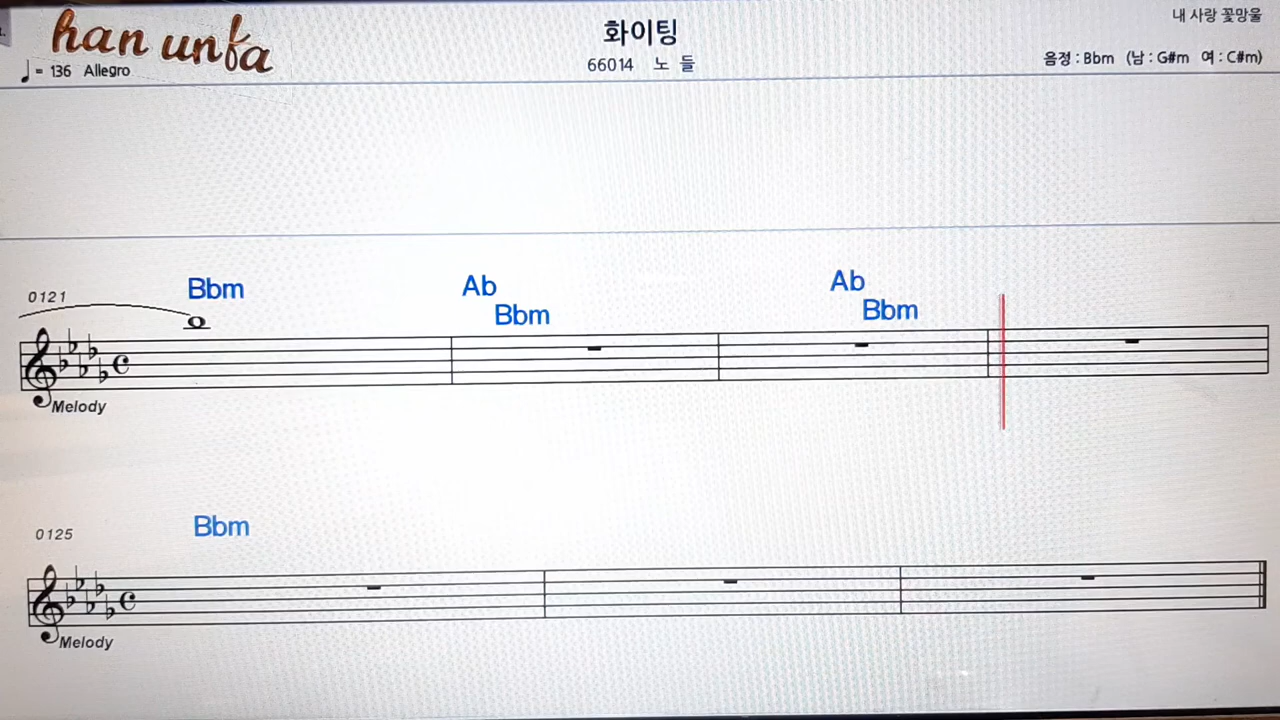 han unfa
화이팅
내 사랑 꽃망울
♩ = 136 Allegro
66014 노 들
음정 : Bbm (남 : G#m 여 : C#m)
0121
Bbm
Ab
Bbm
Ab
Bbm
Melody
0125
Bbm
Melody